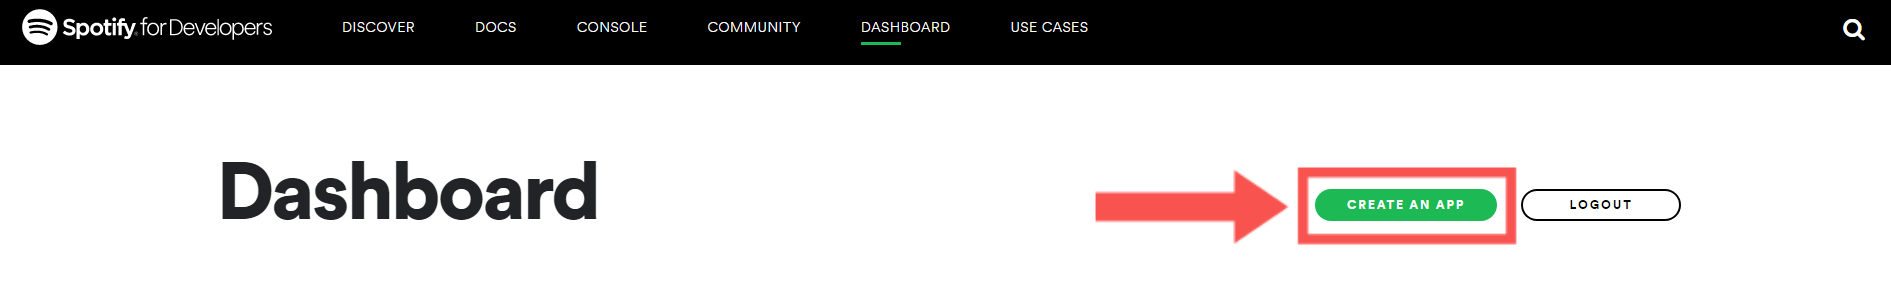 Spotify for Developers DISCOVER DOCS CONSOLE COMMUNITY DASHBOARD USE CASES
Dashboard CREATE AN APP LOGOUT